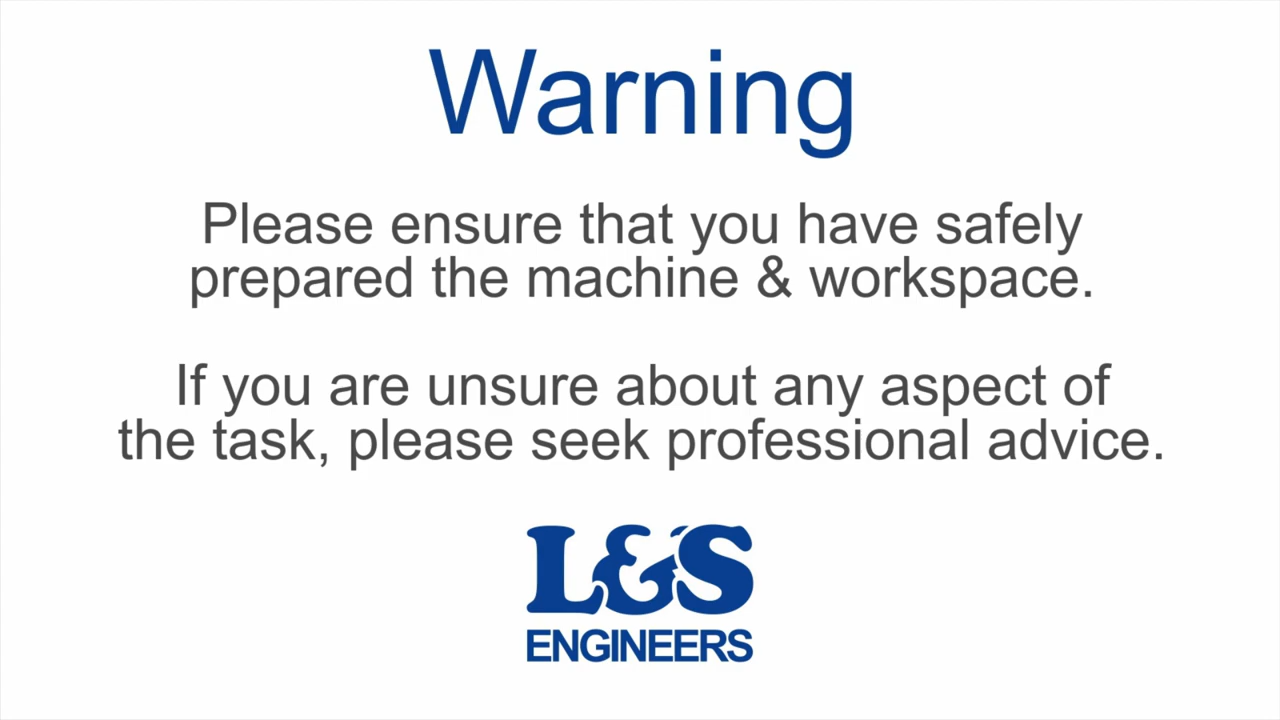 Warning
Please ensure that you have safely
prepared the machine & workspace.
If you are unsure about any aspect of
the task, please seek professional advice.
L&S
ENGINEERS